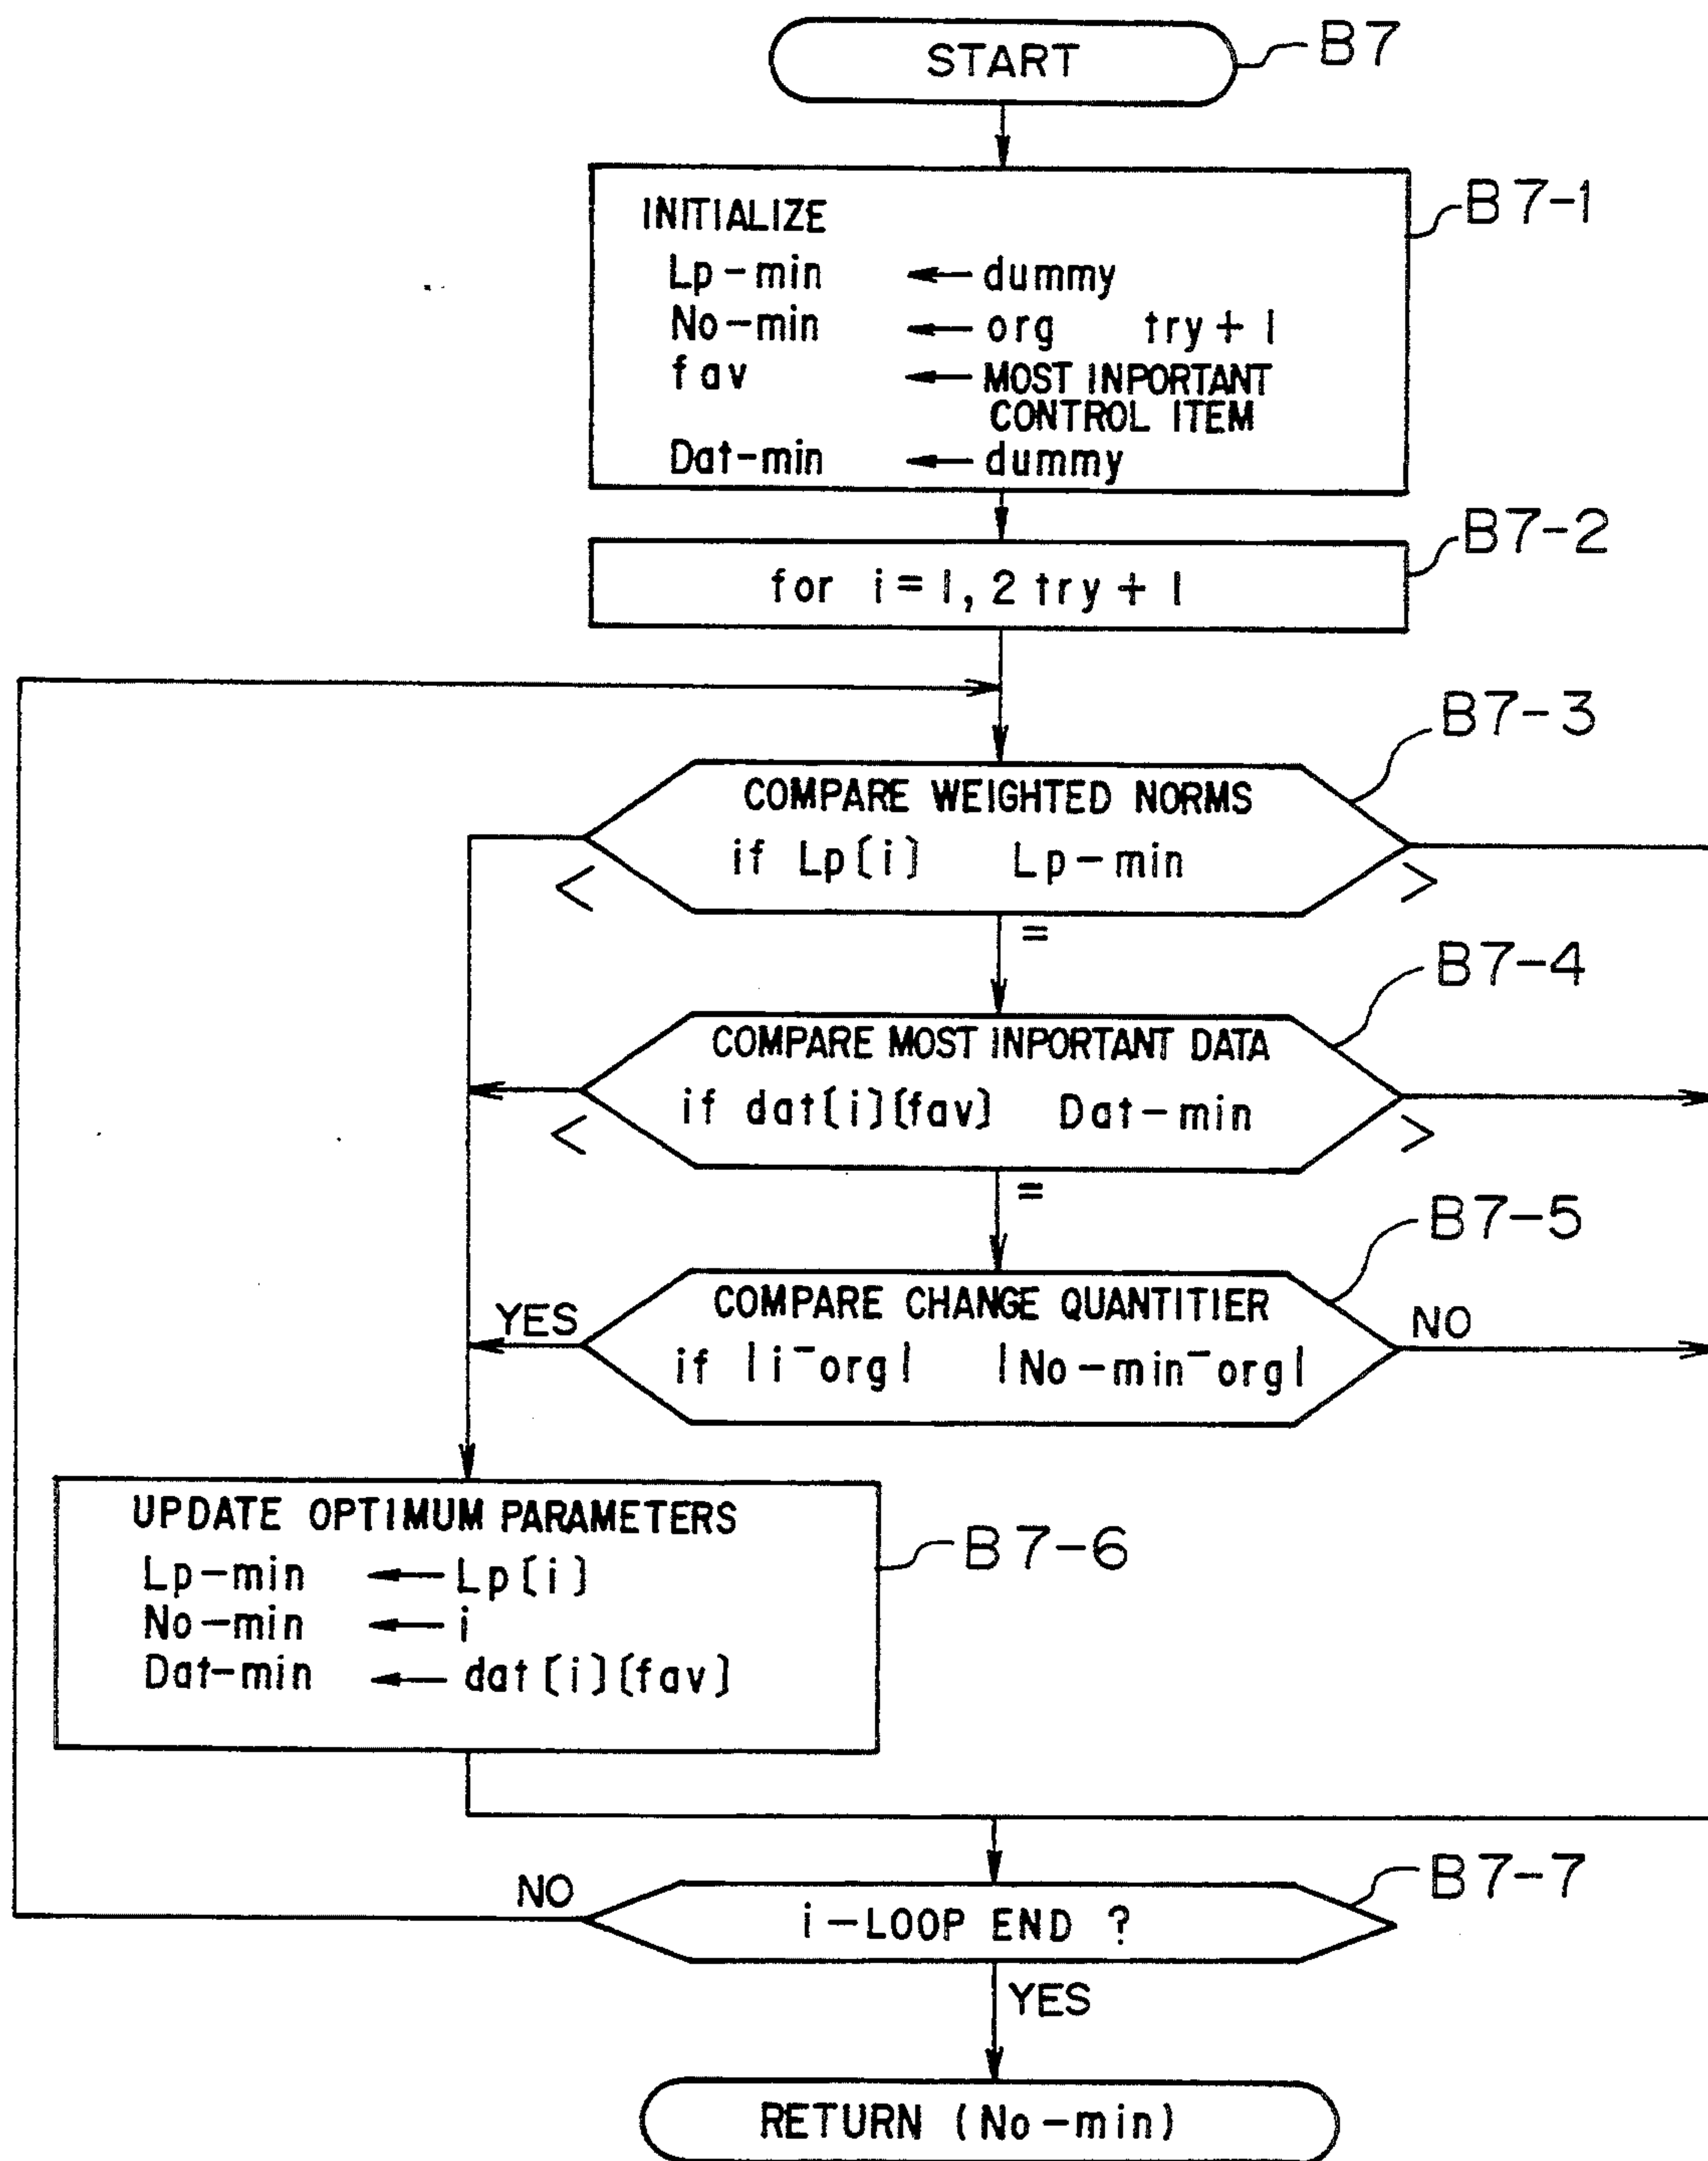 START
B7
INITIALIZE
B7-1
Lp-min ← dummy
No-min ← org try+1
fav ← MOST INPORTANT
CONTROL ITEM
Dat-min ← dummy
B7-2
for i=1, 2 try+1
B7-3
COMPARE WEIGHTED NORMS
if Lp[i] Lp-min
< >
=
B7-4
COMPARE MOST INPORTANT DATA
if dat[i][fav] Dat-min
< >
=
B7-5
COMPARE CHANGE QUANTITIER
YES NO
if |i-org| |No-min-org|
UPDATE OPTIMUM PARAMETERS
B7-6
Lp-min ← Lp[i]
No-min ← i
Dat-min ← dat[i][fav]
B7-7
NO
i-LOOP END ?
YES
RETURN (No-min)